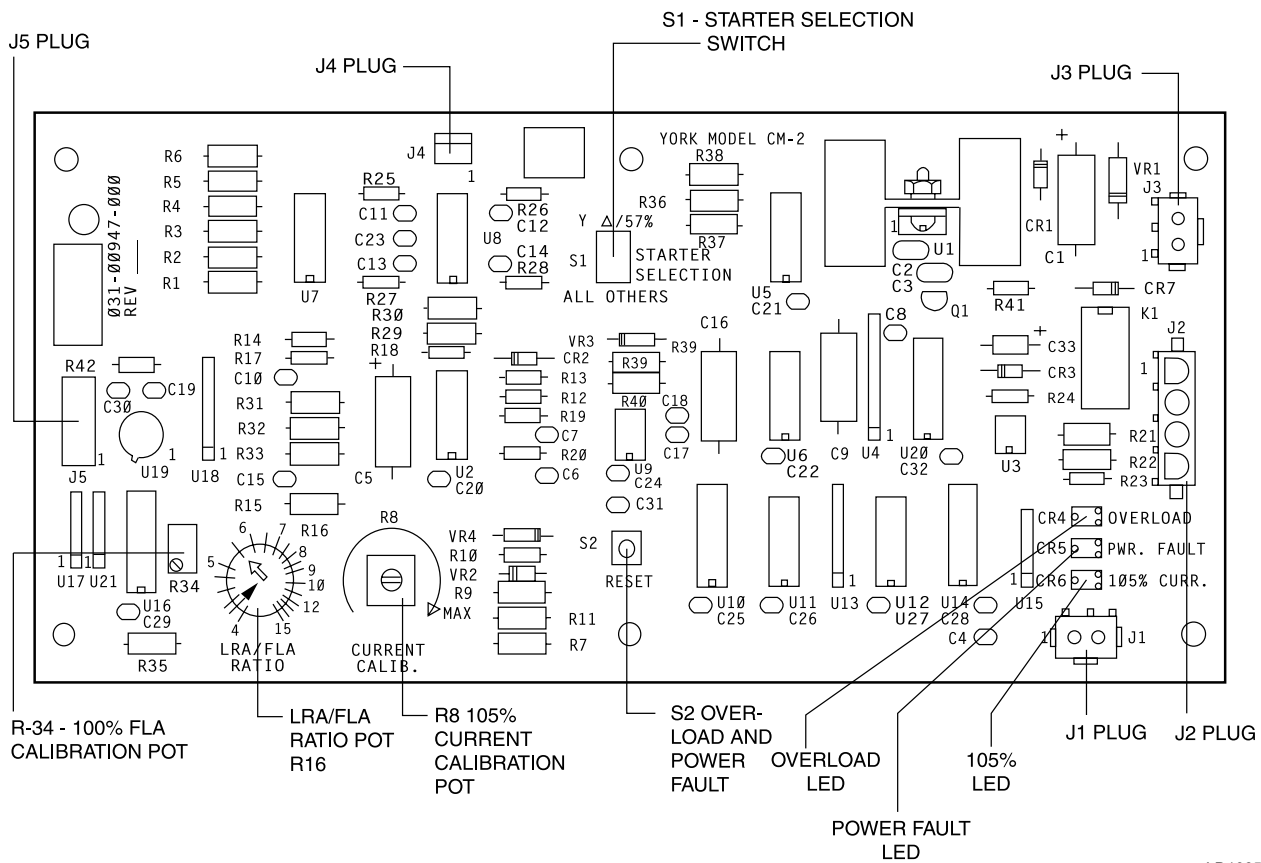 S1 - STARTER SELECTION
SWITCH
J5 PLUG
J4 PLUG
J3 PLUG
YORK MODEL CM-2
R6
R5
R4
R3
R2
R1
Ø31-ØØ947-ØØØ
REV
U7
R25
C11
C23
C13
R27
R3Ø
R29
R18
J4
1
U8
R26
C12
C14
R28
Y △/57%
S1
STARTER
SELECTION
ALL OTHERS
R38
R36
R37
U5
C21
1
U1
C2
C3
Q1
CR1
+
C1
VR1
J3
1
R41
CR7
K1
R14
R17
C1Ø
R42
C3Ø
C19
J5
1
U19
1
U18
1
R31
R32
R33
C15
R15
+
C5
U2
C2Ø
CR2
R13
R12
R19
C7
R2Ø
C6
VR3
R39
R39
R4Ø
C18
C17
U9
C24
C31
C16
U6
C22
C9
U4
1
C8
U2Ø
C32
+
C33
CR3
R24
U3
J2
1
R21
R22
R23
1
U17
1
U21
R34
U16
C29
R35
R16
4
5
6
7
8
9
1Ø
12
15
LRA/FLA
RATIO
R8
MAX
CURRENT
CALIB.
VR4
R1Ø
VR2
R9
R11
R7
S2
RESET
U1Ø
C25
U11
C26
1
U13
U12
U27
U14
C28
C4
1
U15
CR4
OVERLOAD
CR5
PWR. FAULT
CR6
1Ø5% CURR.
1
J1
R-34 - 100% FLA
CALIBRATION POT
LRA/FLA
RATIO POT
R16
R8 105%
CURRENT
CALIBRATION
POT
S2 OVER-
LOAD AND
POWER
FAULT
OVERLOAD
LED
POWER FAULT
LED
105%
LED
J1 PLUG
J2 PLUG